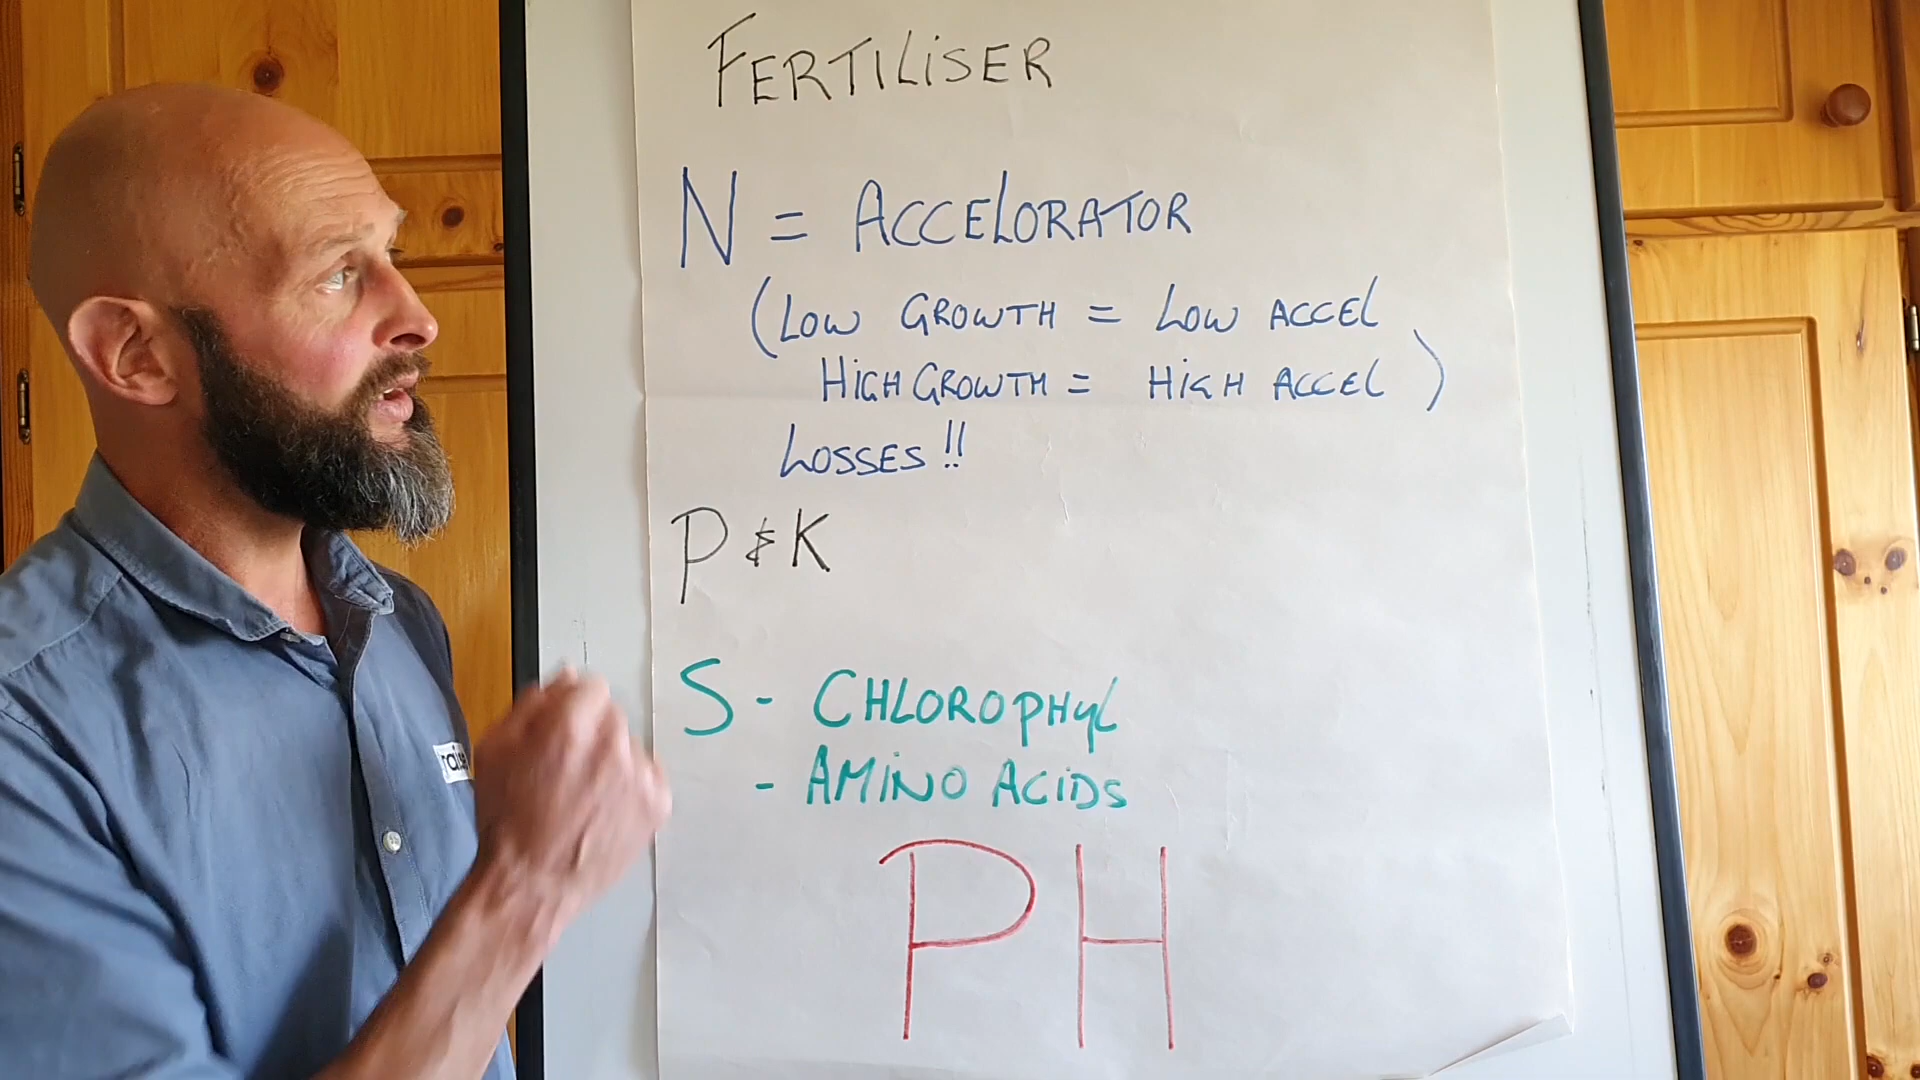 FERTILiSER
N = ACCELORATOR
(LOW GROWTH = LOW ACCEL
HIGH GROWTH = HIGH ACCEL)
LOSSES!!
P & K
S - CHLOROPHYL
- AMiNO ACiDS
PH